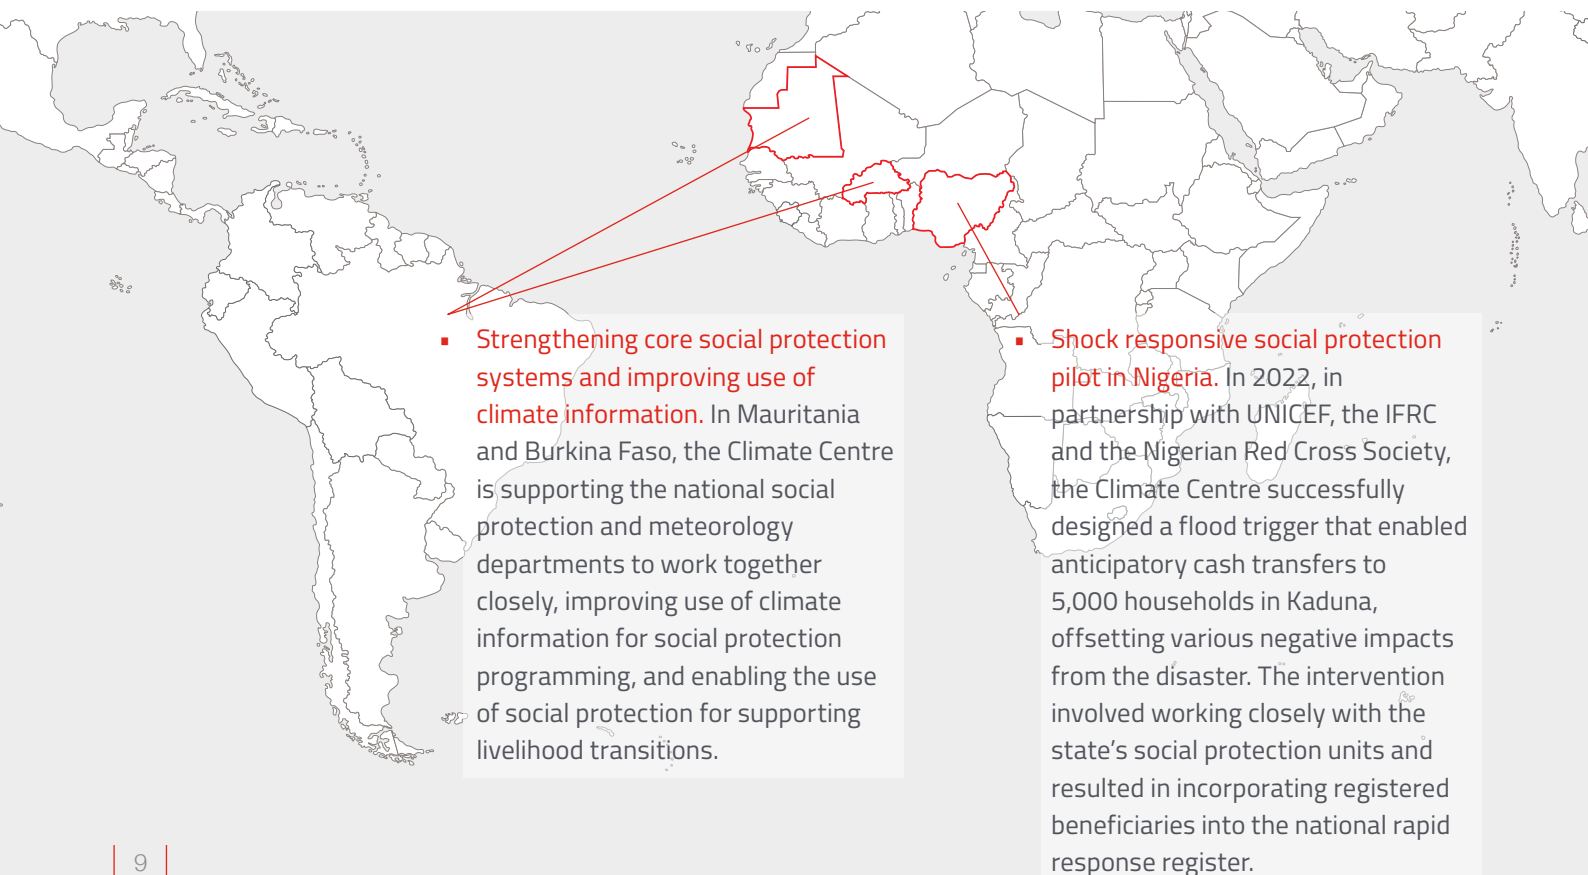 ▪ Strengthening core social protection
systems and improving use of
climate information. In Mauritania
and Burkina Faso, the Climate Centre
is supporting the national social
protection and meteorology
departments to work together
closely, improving use of climate
information for social protection
programming, and enabling the use
of social protection for supporting
livelihood transitions.
▪ Shock responsive social protection
pilot in Nigeria. In 2022, in
partnership with UNICEF, the IFRC
and the Nigerian Red Cross Society,
the Climate Centre successfully
designed a flood trigger that enabled
anticipatory cash transfers to
5,000 households in Kaduna,
offsetting various negative impacts
from the disaster. The intervention
involved working closely with the
state’s social protection units and
resulted in incorporating registered
beneficiaries into the national rapid
response register.
9